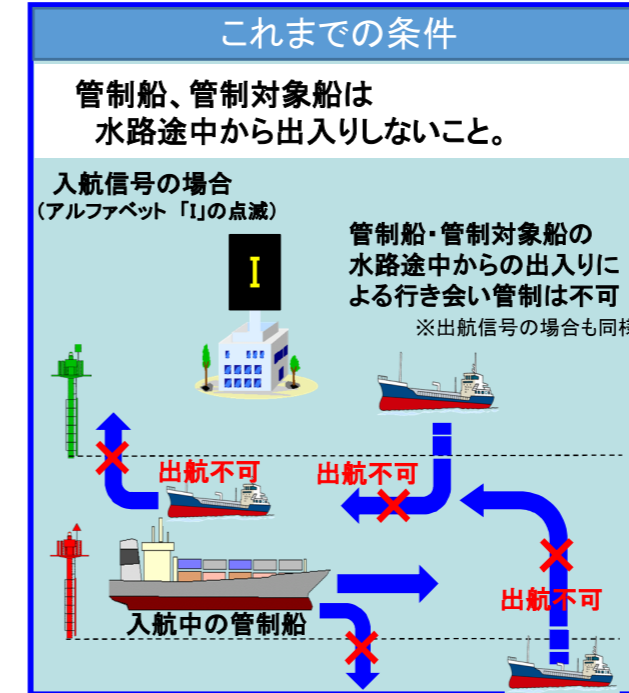 これまでの条件
管制船、管制対象船は
水路途中から出入りしないこと。
入航信号の場合
(アルファベット 「I」の点滅)
I
管制船・管制対象船の
水路途中からの出入りに
よる行き会い管制は不可
※出航信号の場合も同様
出航不可
出航不可
出航不可
入航中の管制船